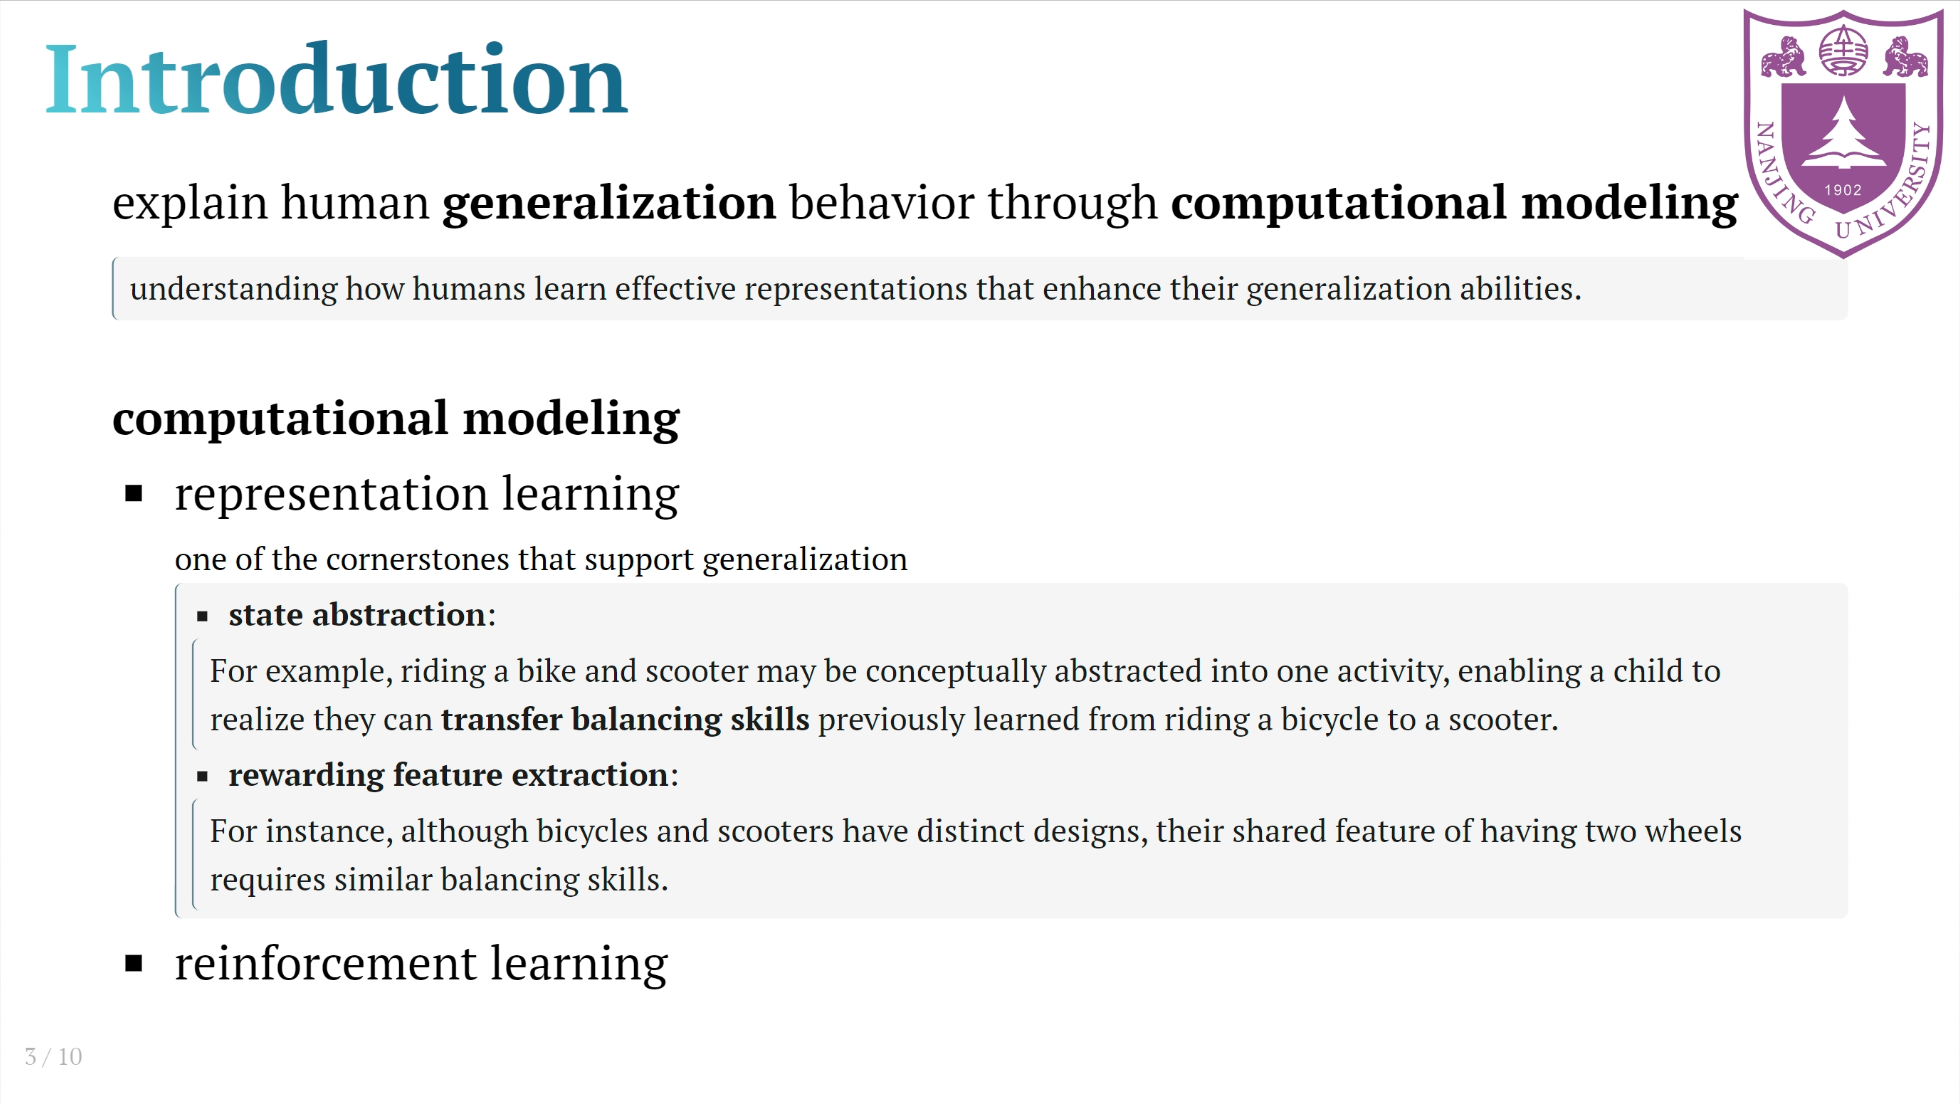 Introduction
NANJING UNIVERSITY
1902
explain human generalization behavior through computational modeling
understanding how humans learn effective representations that enhance their generalization abilities.
computational modeling
▪ representation learning
one of the cornerstones that support generalization
▪ state abstraction:
For example, riding a bike and scooter may be conceptually abstracted into one activity, enabling a child to
realize they can transfer balancing skills previously learned from riding a bicycle to a scooter.
▪ rewarding feature extraction:
For instance, although bicycles and scooters have distinct designs, their shared feature of having two wheels
requires similar balancing skills.
▪ reinforcement learning
3 / 10